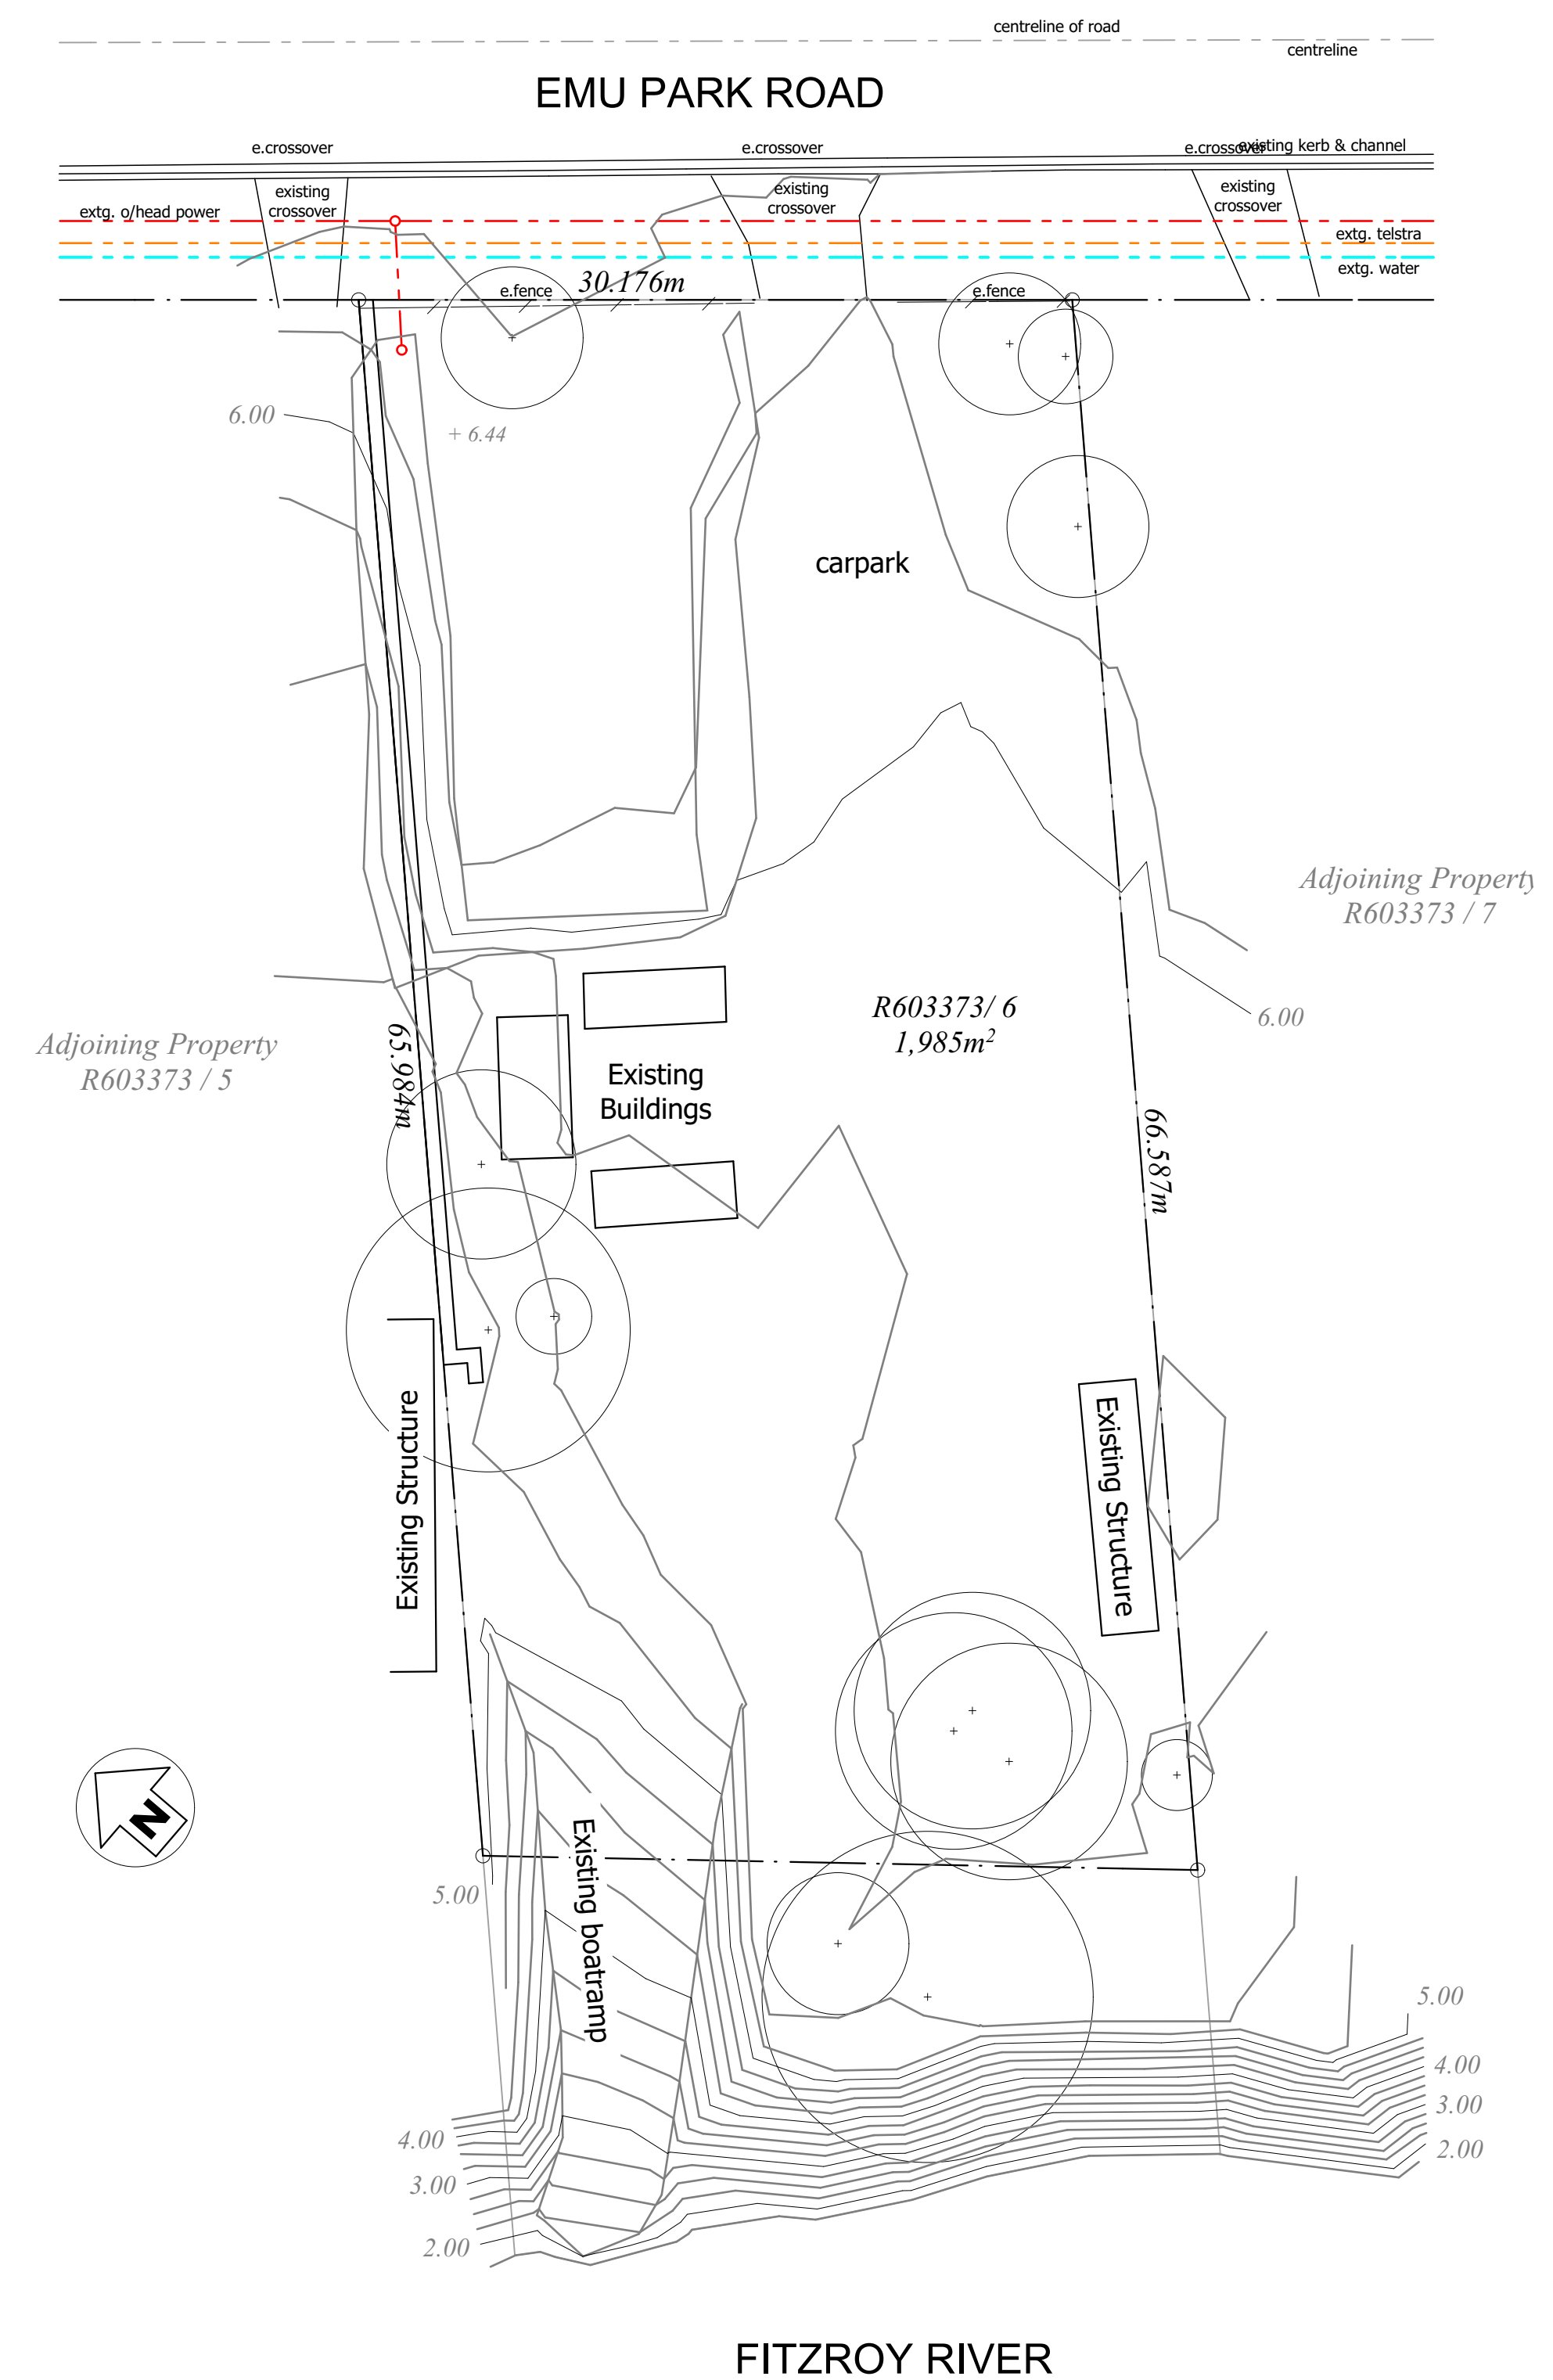 centreline of road
centreline
EMU PARK ROAD
e.crossover
e.crossover
e.crossover
existing kerb & channel
existing
crossover
existing
crossover
existing
crossover
extg. o/head power
extg. telstra
extg. water
30.176m
e.fence
e.fence
6.00
+ 6.44
carpark
Adjoining Property
R603373 / 7
R603373/ 6
1,985m²
6.00
Adjoining Property
R603373 / 5
65.984m
Existing
Buildings
66.587m
Existing Structure
Existing Structure
N
Existing boatramp
5.00
5.00
4.00
3.00
2.00
4.00
3.00
2.00
FITZROY RIVER